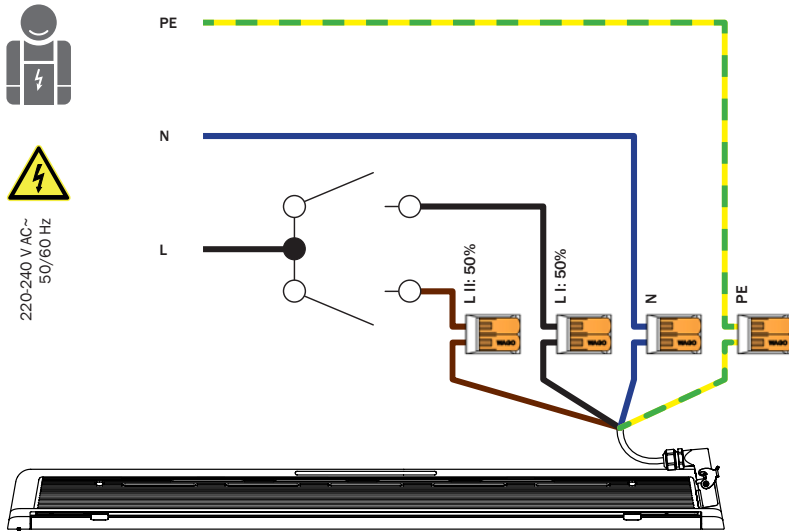 PE
N
L
220-240 V AC~
50/60 Hz
L II: 50%
L I: 50%
N
PE
WAGO
WAGO
WAGO
WAGO